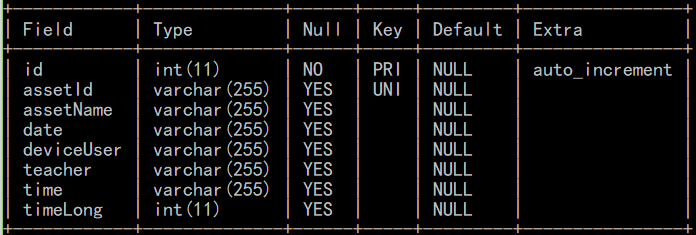 +------------+--------------+------+-----+---------+----------------+
| Field      | Type         | Null | Key | Default | Extra          |
+------------+--------------+------+-----+---------+----------------+
| id         | int(11)      | NO   | PRI | NULL    | auto_increment |
| assetId    | varchar(255) | YES  | UNI | NULL    |                |
| assetName  | varchar(255) | YES  |     | NULL    |                |
| date       | varchar(255) | YES  |     | NULL    |                |
| deviceUser | varchar(255) | YES  |     | NULL    |                |
| teacher    | varchar(255) | YES  |     | NULL    |                |
| time       | varchar(255) | YES  |     | NULL    |                |
| timeLong   | int(11)      | YES  |     | NULL    |                |
+------------+--------------+------+-----+---------+----------------+